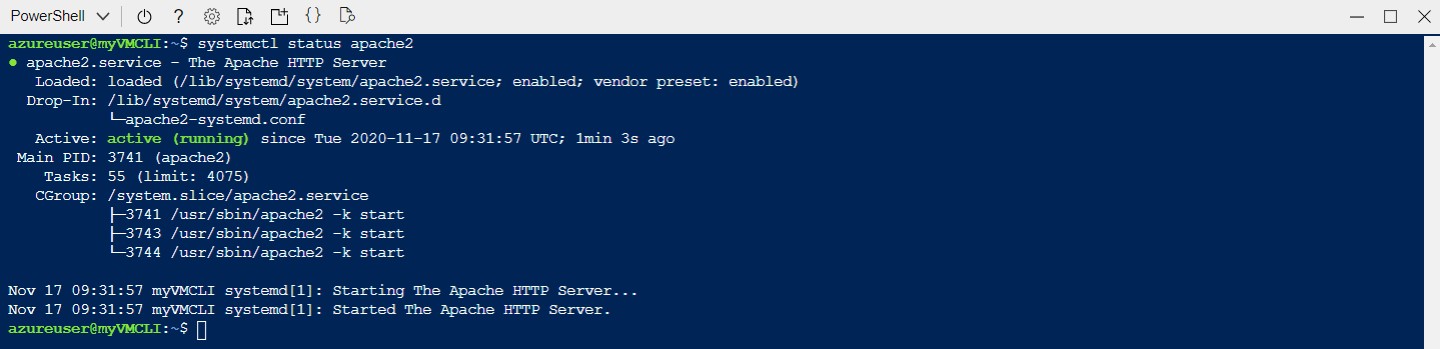 PowerShell
azureuser@myVMCLI:~$ systemctl status apache2
● apache2.service - The Apache HTTP Server
   Loaded: loaded (/lib/systemd/system/apache2.service; enabled; vendor preset: enabled)
  Drop-In: /lib/systemd/system/apache2.service.d
           └─apache2-systemd.conf
   Active: active (running) since Tue 2020-11-17 09:31:57 UTC; 1min 3s ago
 Main PID: 3741 (apache2)
    Tasks: 55 (limit: 4075)
   CGroup: /system.slice/apache2.service
           ├─3741 /usr/sbin/apache2 -k start
           ├─3743 /usr/sbin/apache2 -k start
           └─3744 /usr/sbin/apache2 -k start
Nov 17 09:31:57 myVMCLI systemd[1]: Starting The Apache HTTP Server...
Nov 17 09:31:57 myVMCLI systemd[1]: Started The Apache HTTP Server.
azureuser@myVMCLI:~$